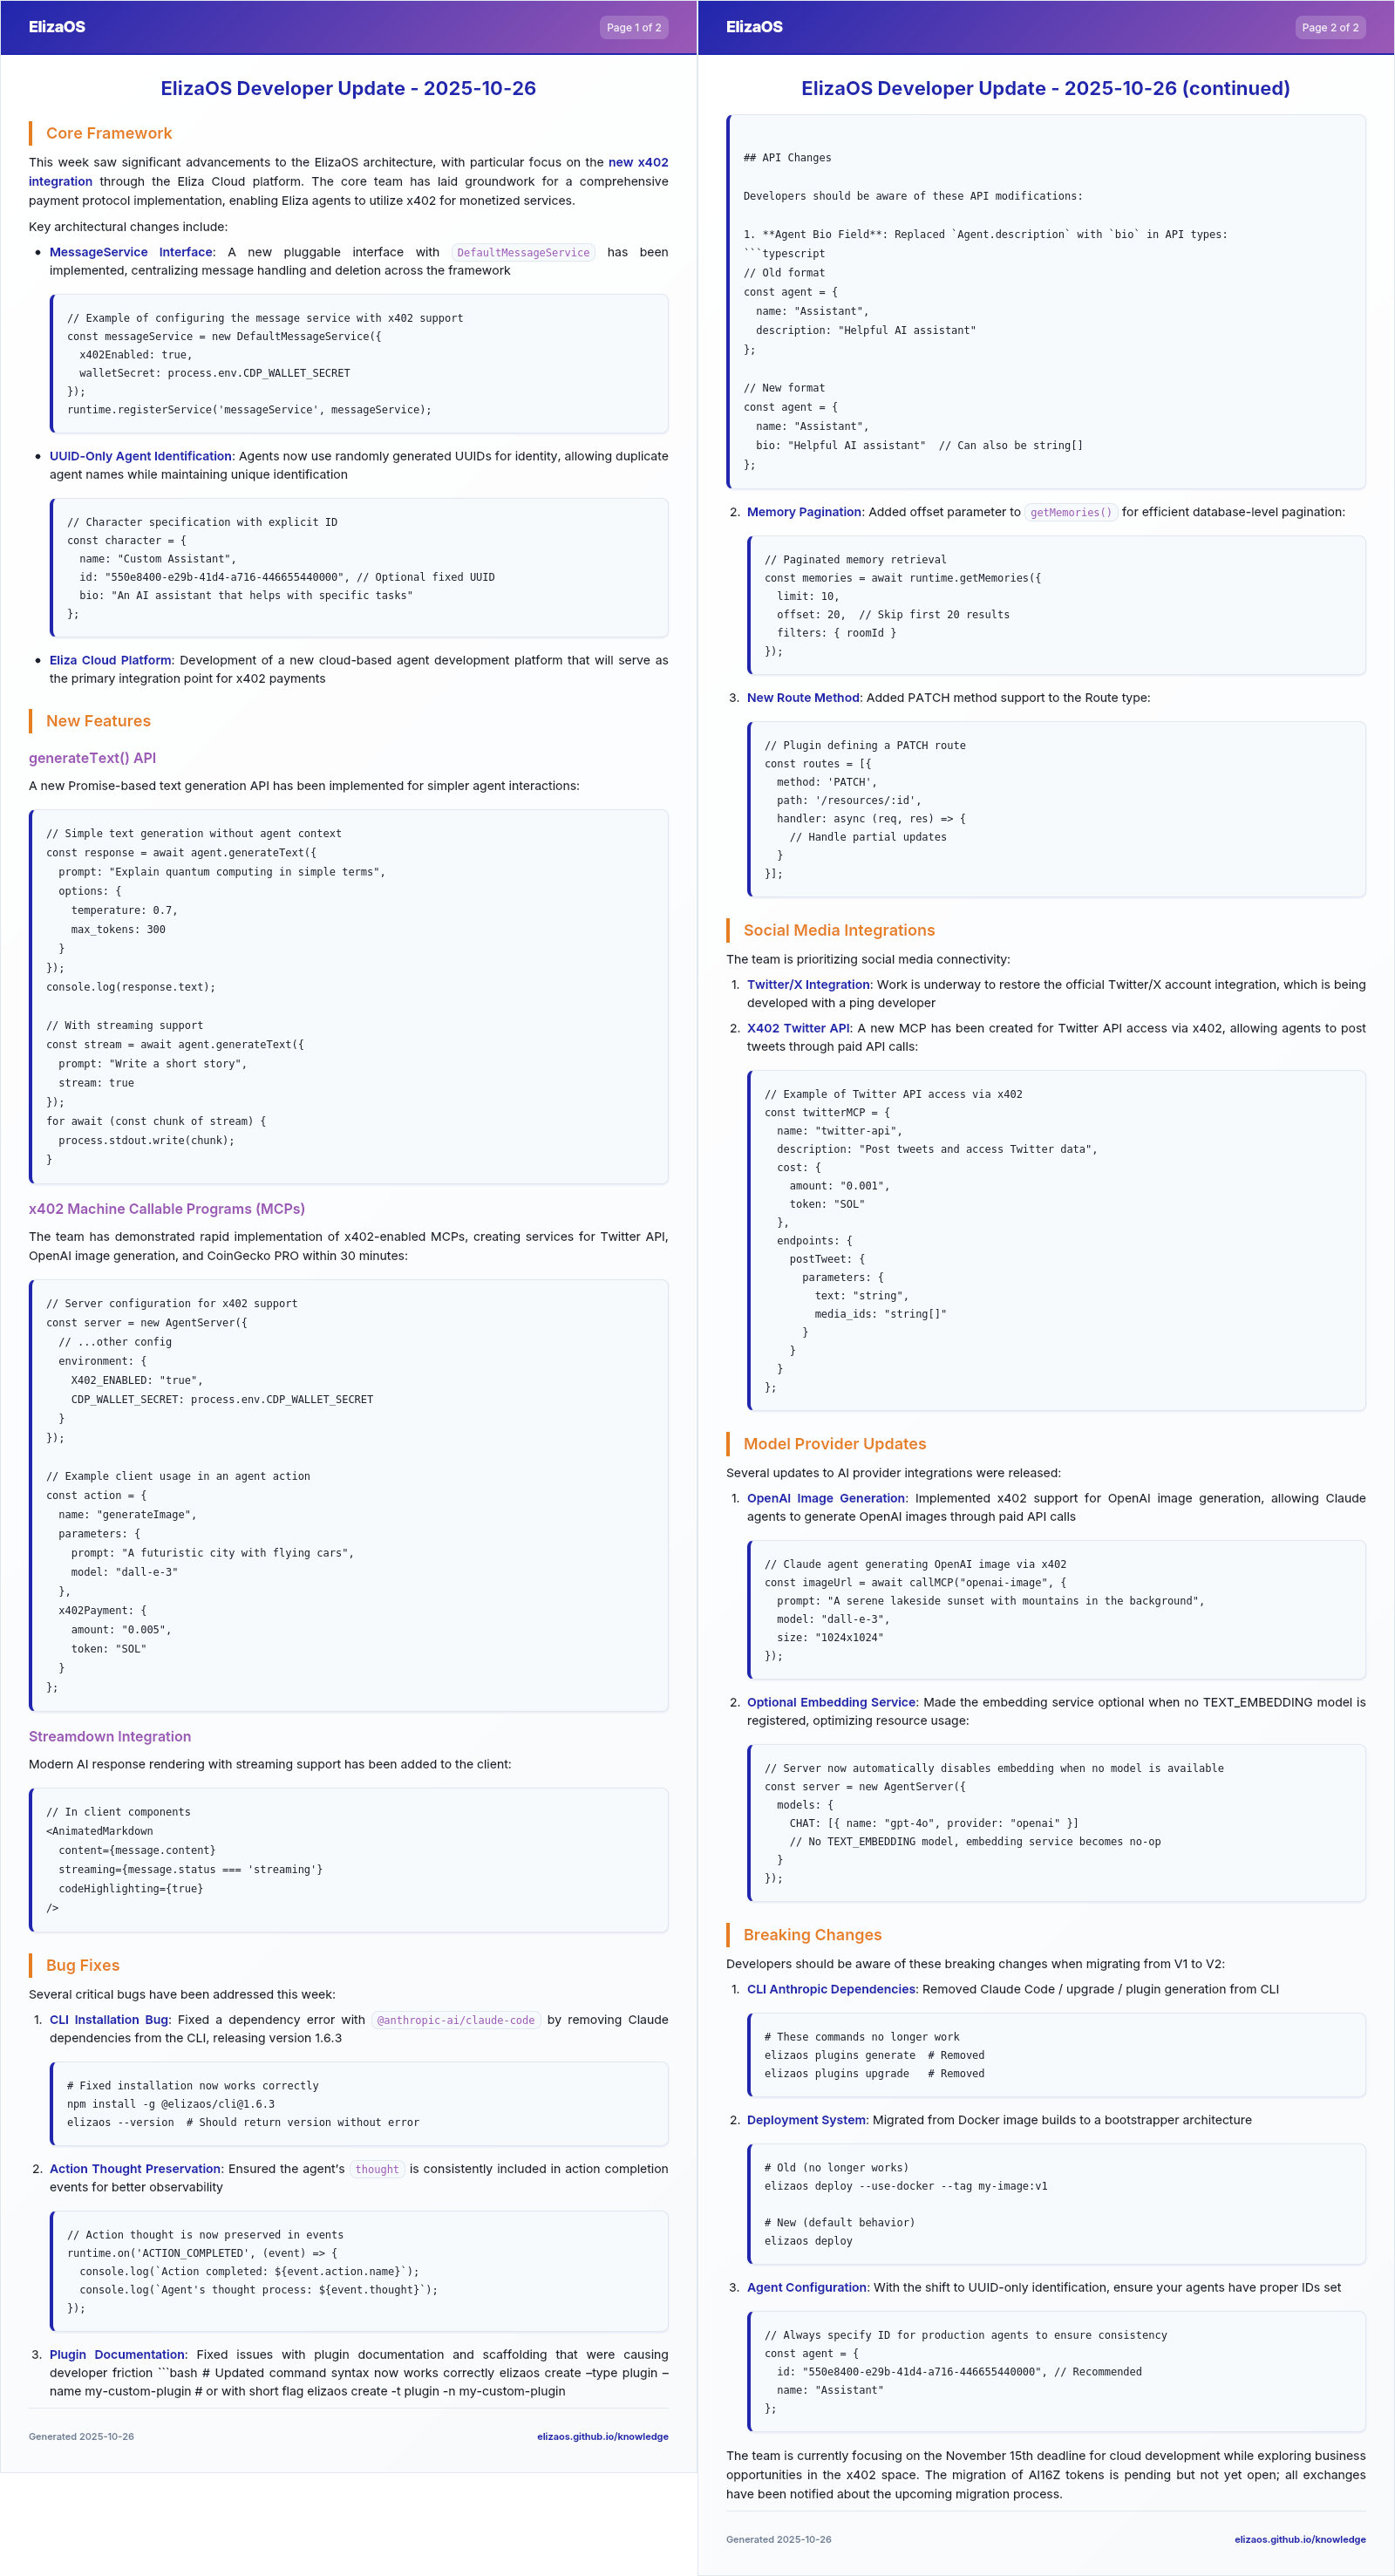 ElizaOS
Page 1 of 2
ElizaOS Developer Update - 2025-10-26
Core Framework
This week saw significant advancements to the ElizaOS architecture, with particular focus on the new x402
integration through the Eliza Cloud platform. The core team has laid groundwork for a comprehensive
payment protocol implementation, enabling Eliza agents to utilize x402 for monetized services.
Key architectural changes include:
• MessageService Interface: A new pluggable interface with DefaultMessageService has been
implemented, centralizing message handling and deletion across the framework
// Example of configuring the message service with x402 support
const messageService = new DefaultMessageService({
  x402Enabled: true,
  walletSecret: process.env.CDP_WALLET_SECRET
});
runtime.registerService('messageService', messageService);
• UUID-Only Agent Identification: Agents now use randomly generated UUIDs for identity, allowing duplicate
agent names while maintaining unique identification
// Character specification with explicit ID
const character = {
  name: "Custom Assistant",
  id: "550e8400-e29b-41d4-a716-446655440000", // Optional fixed UUID
  bio: "An AI assistant that helps with specific tasks"
};
• Eliza Cloud Platform: Development of a new cloud-based agent development platform that will serve as
the primary integration point for x402 payments
New Features
generateText() API
A new Promise-based text generation API has been implemented for simpler agent interactions:
// Simple text generation without agent context
const response = await agent.generateText({
  prompt: "Explain quantum computing in simple terms",
  options: {
    temperature: 0.7,
    max_tokens: 300
  }
});
console.log(response.text);
// With streaming support
const stream = await agent.generateText({
  prompt: "Write a short story",
  stream: true
});
for await (const chunk of stream) {
  process.stdout.write(chunk);
}
x402 Machine Callable Programs (MCPs)
The team has demonstrated rapid implementation of x402-enabled MCPs, creating services for Twitter API,
OpenAI image generation, and CoinGecko PRO within 30 minutes:
// Server configuration for x402 support
const server = new AgentServer({
  // ...other config
  environment: {
    X402_ENABLED: "true",
    CDP_WALLET_SECRET: process.env.CDP_WALLET_SECRET
  }
});
// Example client usage in an agent action
const action = {
  name: "generateImage",
  parameters: {
    prompt: "A futuristic city with flying cars",
    model: "dall-e-3"
  },
  x402Payment: {
    amount: "0.005",
    token: "SOL"
  }
};
Streamdown Integration
Modern AI response rendering with streaming support has been added to the client:
// In client components
<AnimatedMarkdown
  content={message.content}
  streaming={message.status === 'streaming'}
  codeHighlighting={true}
/>
Bug Fixes
Several critical bugs have been addressed this week:
1. CLI Installation Bug: Fixed a dependency error with @anthropic-ai/claude-code by removing Claude
dependencies from the CLI, releasing version 1.6.3
# Fixed installation now works correctly
npm install -g @elizaos/cli@1.6.3
elizaos --version  # Should return version without error
2. Action Thought Preservation: Ensured the agent's thought is consistently included in action completion
events for better observability
// Action thought is now preserved in events
runtime.on('ACTION_COMPLETED', (event) => {
  console.log(`Action completed: ${event.action.name}`);
  console.log(`Agent's thought process: ${event.thought}`);
});
3. Plugin Documentation: Fixed issues with plugin documentation and scaffolding that were causing
developer friction ```bash # Updated command syntax now works correctly elizaos create –type plugin –
name my-custom-plugin # or with short flag elizaos create -t plugin -n my-custom-plugin
Generated 2025-10-26
elizaos.github.io/knowledge
ElizaOS
Page 2 of 2
ElizaOS Developer Update - 2025-10-26 (continued)
## API Changes
Developers should be aware of these API modifications:
1. **Agent Bio Field**: Replaced `Agent.description` with `bio` in API types:
```typescript
// Old format
const agent = {
  name: "Assistant",
  description: "Helpful AI assistant"
};
// New format
const agent = {
  name: "Assistant",
  bio: "Helpful AI assistant"  // Can also be string[]
};
2. Memory Pagination: Added offset parameter to getMemories() for efficient database-level pagination:
// Paginated memory retrieval
const memories = await runtime.getMemories({
  limit: 10,
  offset: 20,  // Skip first 20 results
  filters: { roomId }
});
3. New Route Method: Added PATCH method support to the Route type:
// Plugin defining a PATCH route
const routes = [{
  method: 'PATCH',
  path: '/resources/:id',
  handler: async (req, res) => {
    // Handle partial updates
  }
}];
Social Media Integrations
The team is prioritizing social media connectivity:
1. Twitter/X Integration: Work is underway to restore the official Twitter/X account integration, which is being
developed with a ping developer
2. X402 Twitter API: A new MCP has been created for Twitter API access via x402, allowing agents to post
tweets through paid API calls:
// Example of Twitter API access via x402
const twitterMCP = {
  name: "twitter-api",
  description: "Post tweets and access Twitter data",
  cost: {
    amount: "0.001",
    token: "SOL"
  },
  endpoints: {
    postTweet: {
      parameters: {
        text: "string",
        media_ids: "string[]"
      }
    }
  }
};
Model Provider Updates
Several updates to AI provider integrations were released:
1. OpenAI Image Generation: Implemented x402 support for OpenAI image generation, allowing Claude
agents to generate OpenAI images through paid API calls
// Claude agent generating OpenAI image via x402
const imageUrl = await callMCP("openai-image", {
  prompt: "A serene lakeside sunset with mountains in the background",
  model: "dall-e-3",
  size: "1024x1024"
});
2. Optional Embedding Service: Made the embedding service optional when no TEXT_EMBEDDING model is
registered, optimizing resource usage:
// Server now automatically disables embedding when no model is available
const server = new AgentServer({
  models: {
    CHAT: [{ name: "gpt-4o", provider: "openai" }]
    // No TEXT_EMBEDDING model, embedding service becomes no-op
  }
});
Breaking Changes
Developers should be aware of these breaking changes when migrating from V1 to V2:
1. CLI Anthropic Dependencies: Removed Claude Code / upgrade / plugin generation from CLI
# These commands no longer work
elizaos plugins generate  # Removed
elizaos plugins upgrade   # Removed
2. Deployment System: Migrated from Docker image builds to a bootstrapper architecture
# Old (no longer works)
elizaos deploy --use-docker --tag my-image:v1
# New (default behavior)
elizaos deploy
3. Agent Configuration: With the shift to UUID-only identification, ensure your agents have proper IDs set
// Always specify ID for production agents to ensure consistency
const agent = {
  id: "550e8400-e29b-41d4-a716-446655440000", // Recommended
  name: "Assistant"
};
The team is currently focusing on the November 15th deadline for cloud development while exploring business
opportunities in the x402 space. The migration of AI16Z tokens is pending but not yet open; all exchanges
have been notified about the upcoming migration process.
Generated 2025-10-26
elizaos.github.io/knowledge